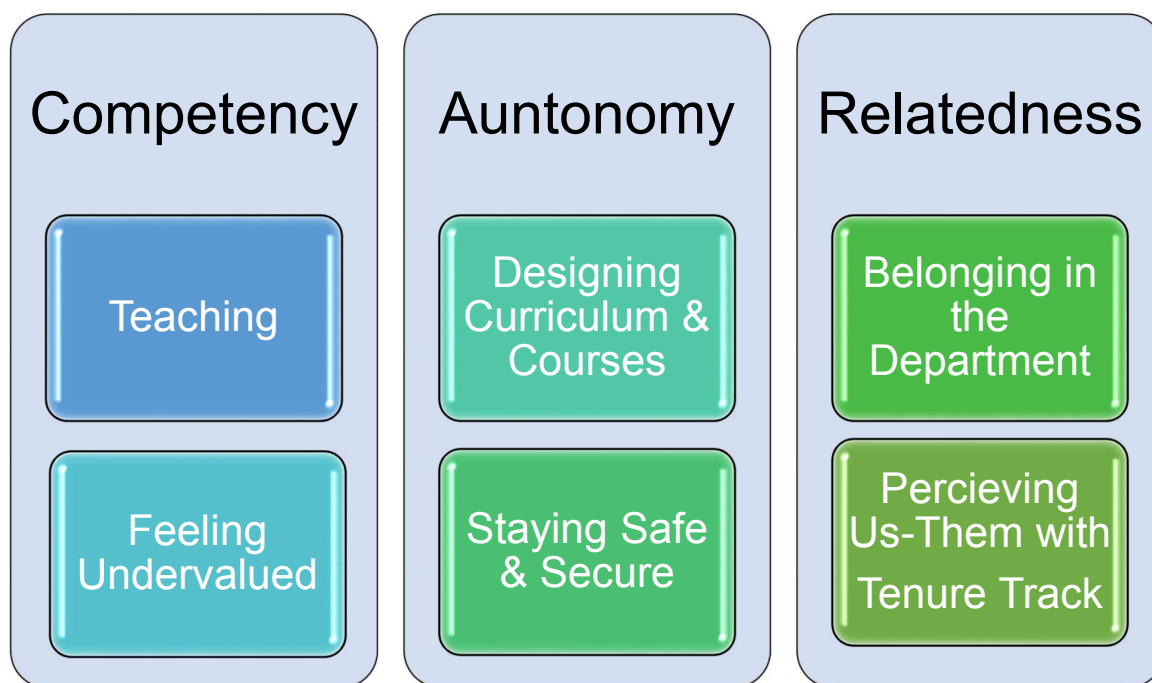 Competency
Teaching
Feeling
Undervalued
Auntonomy
Designing
Curriculum &
Courses
Staying Safe
& Secure
Relatedness
Belonging in
the
Department
Percieving
Us-Them with
Tenure Track